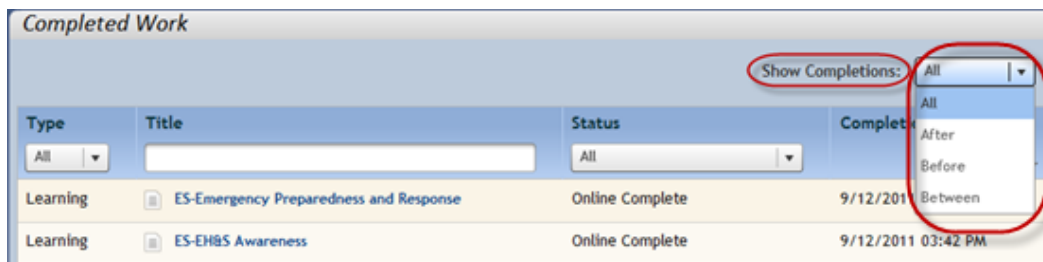 Completed Work
Show Completions: All
All
Type Title Status
After
All All
Before
Learning ES-Emergency Preparedness and Response Online Complete
Between
Learning ES-EH&S Awareness Online Complete 9/12/2011 03:42 PM